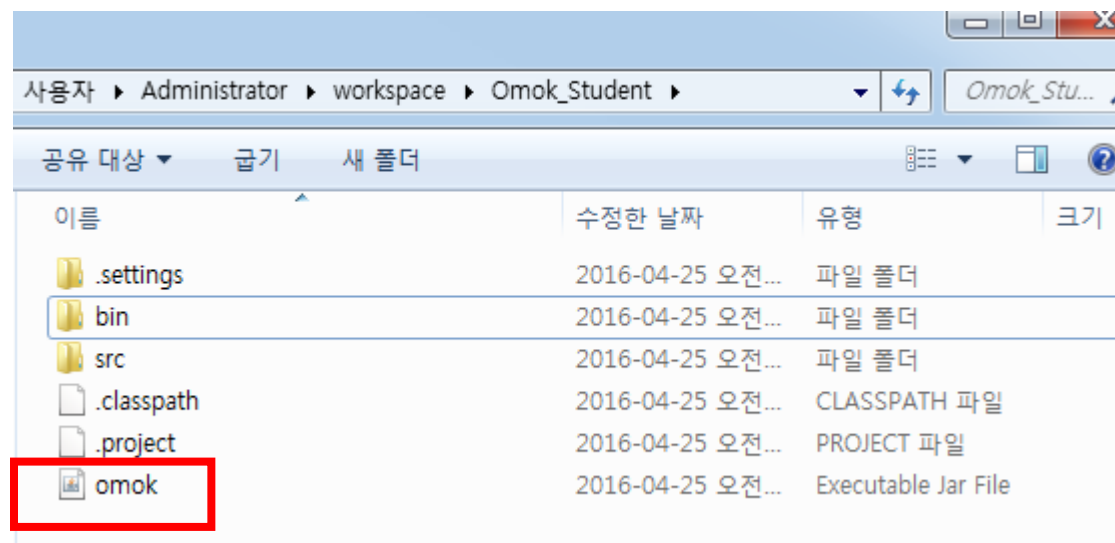 사용자 ▸ Administrator ▸ workspace ▸ Omok_Student ▸ Omok_Stu...
공유 대상 ▼ 굽기 새 폴더
이름 수정한 날짜 유형 크기
.settings 2016-04-25 오전... 파일 폴더
bin 2016-04-25 오전... 파일 폴더
src 2016-04-25 오전... 파일 폴더
.classpath 2016-04-25 오전... CLASSPATH 파일
.project 2016-04-25 오전... PROJECT 파일
omok 2016-04-25 오전... Executable Jar File